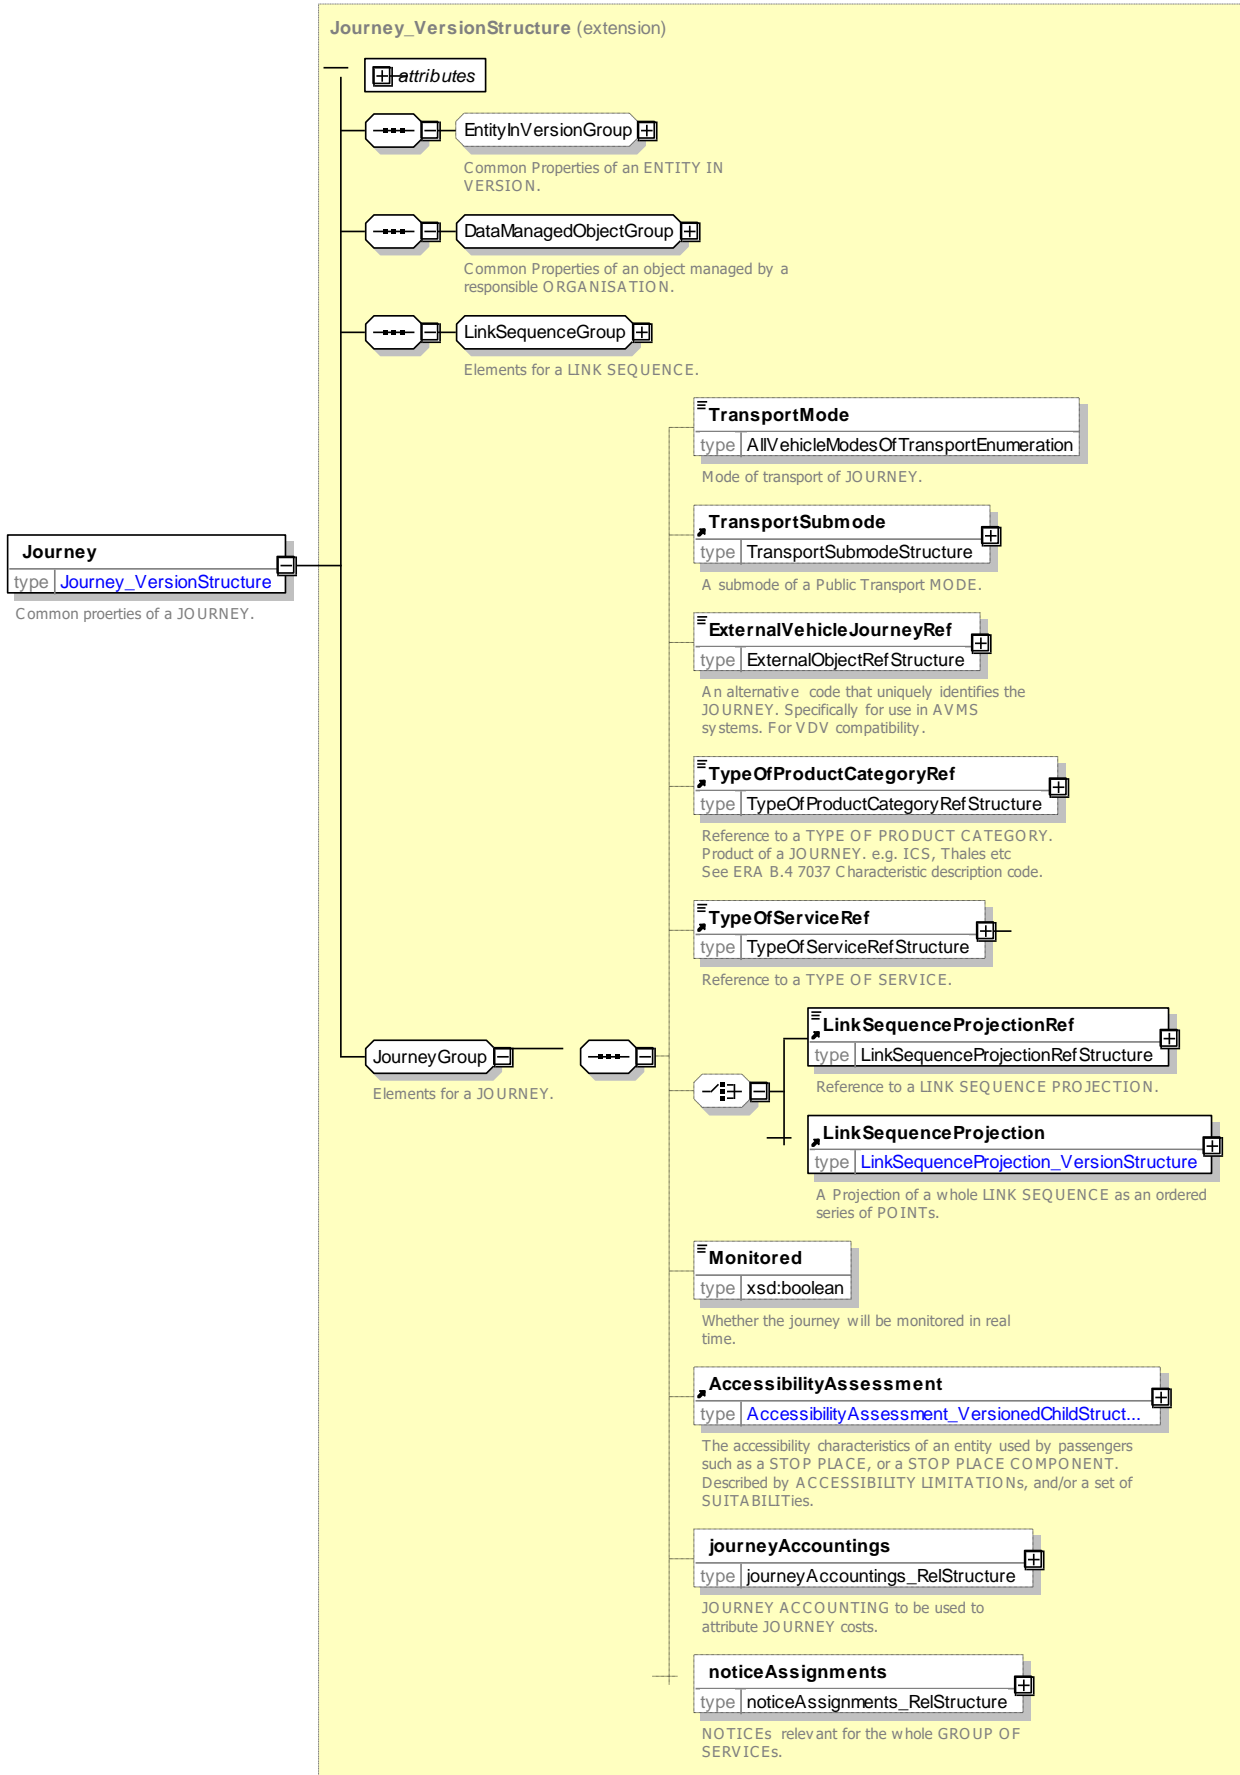 Journey_VersionStructure (extension)
attributes
EntityInVersionGroup
Common Properties of an ENTITY IN
VERSION.
DataManagedObjectGroup
Common Properties of an object managed by a
responsible ORGANISATION.
LinkSequenceGroup
Elements for a LINK SEQUENCE.
TransportMode
type AllVehicleModesOfTransportEnumeration
Mode of transport of JOURNEY.
TransportSubmode
type TransportSubmodeStructure
A submode of a Public Transport MODE.
Journey
type Journey_VersionStructure
Common proerties of a JOURNEY.
ExternalVehicleJourneyRef
type ExternalObjectRefStructure
An alternative code that uniquely identifies the
JOURNEY. Specifically for use in AVMS
systems. For VDV compatibility.
TypeOfProductCategoryRef
type TypeOfProductCategoryRefStructure
Reference to a TYPE OF PRODUCT CATEGORY.
Product of a JOURNEY. e.g. ICS, Thales etc
See ERA B.4 7037 Characteristic description code.
TypeOfServiceRef
type TypeOfServiceRefStructure
Reference to a TYPE OF SERVICE.
JourneyGroup
Elements for a JOURNEY.
LinkSequenceProjectionRef
type LinkSequenceProjectionRefStructure
Reference to a LINK SEQUENCE PROJECTION.
LinkSequenceProjection
type LinkSequenceProjection_VersionStructure
A Projection of a whole LINK SEQUENCE as an ordered
series of POINTs.
Monitored
type xsd:boolean
Whether the journey will be monitored in real
time.
AccessibilityAssessment
type AccessibilityAssessment_VersionedChildStruct...
The accessibility characteristics of an entity used by passengers
such as a STOP PLACE, or a STOP PLACE COMPONENT.
Described by ACCESSIBILITY LIMITATIONs, and/or a set of
SUITABILITies.
journeyAccountings
type journeyAccountings_RelStructure
JOURNEY ACCOUNTING to be used to
attribute JOURNEY costs.
noticeAssignments
type noticeAssignments_RelStructure
NOTICEs relevant for the whole GROUP OF
SERVICEs.